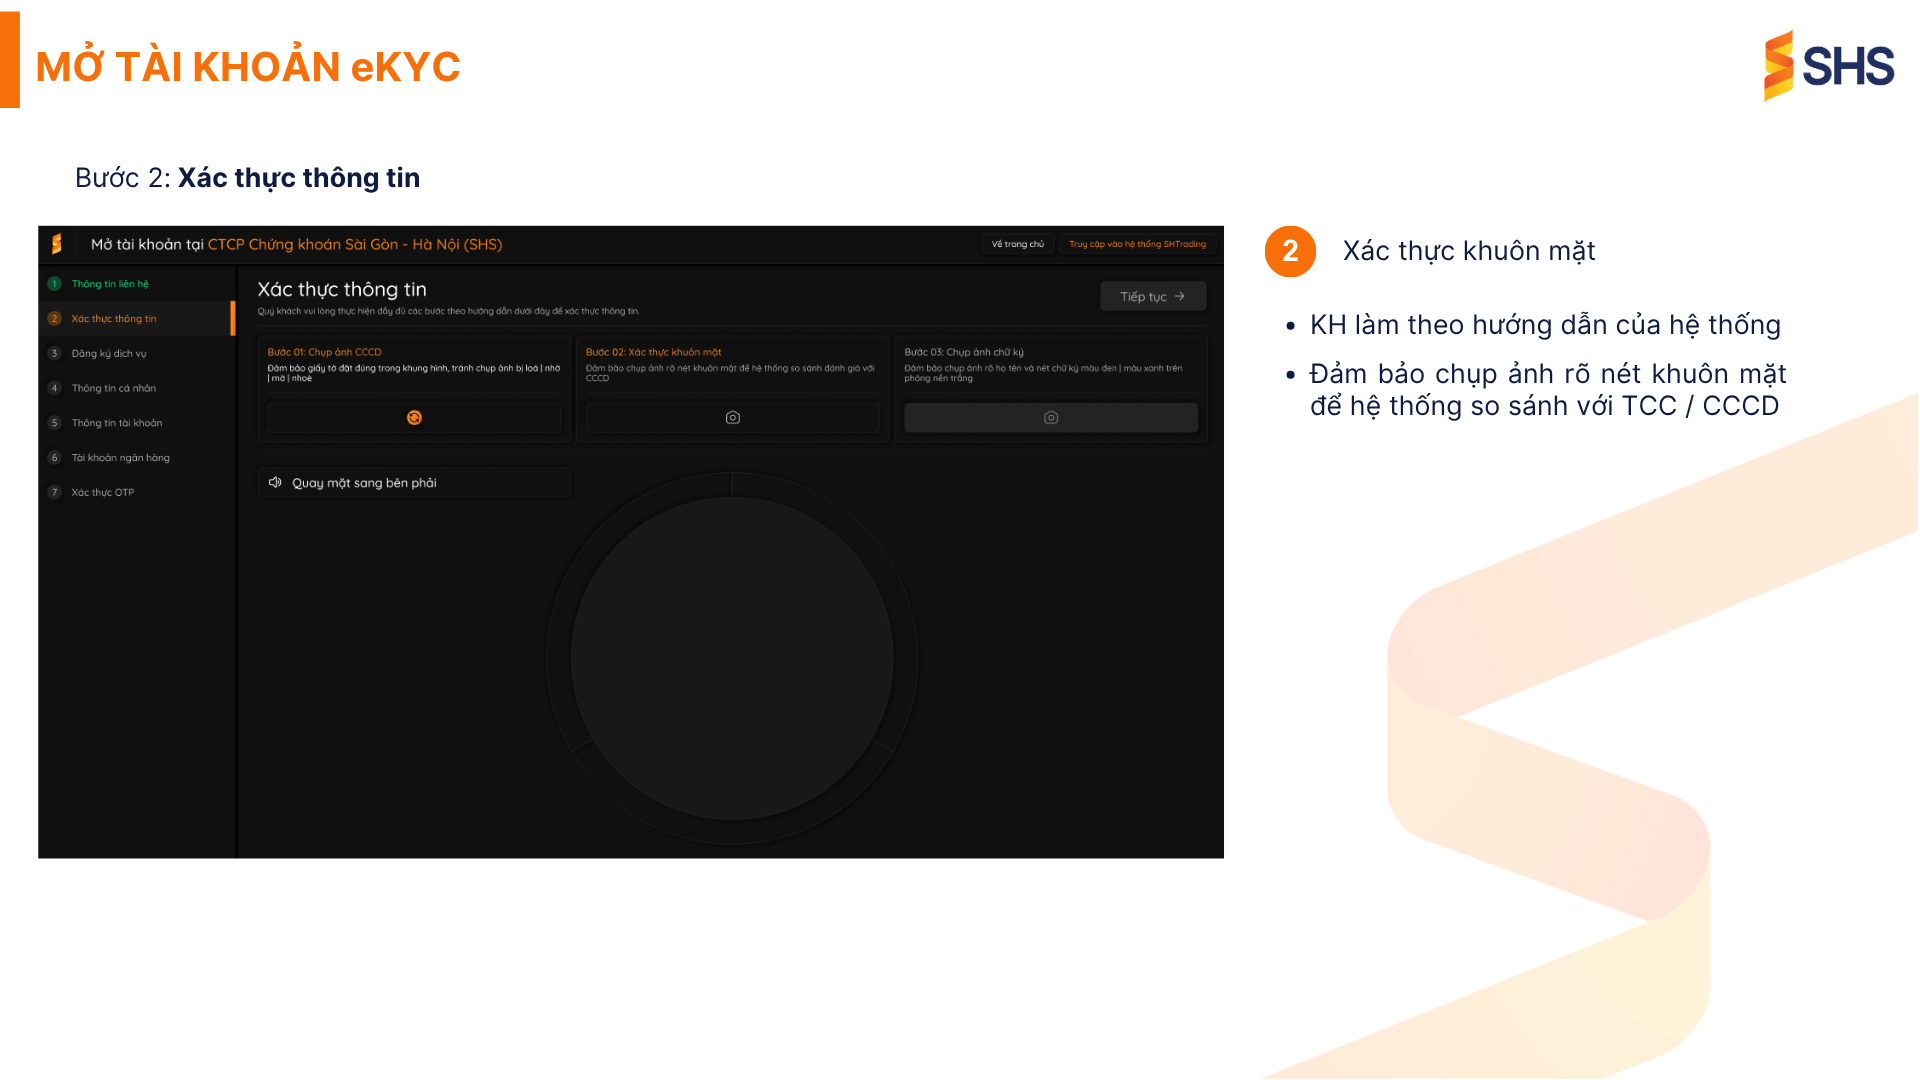 MỞ TÀI KHOẢN eKYC
SHS
Bước 2: Xác thực thông tin
Mở tài khoản tại CTCP Chứng khoán Sài Gòn - Hà Nội (SHS)
Về trang chủ
Truy cập vào hệ thống SHTrading
1 Thông tin liên hệ
2 Xác thực thông tin
3 Đăng ký dịch vụ
4 Thông tin cá nhân
5 Thông tin tài khoản
6 Tài khoản ngân hàng
7 Xác thực OTP
Xác thực thông tin
Quý khách vui lòng thực hiện đầy đủ các bước theo hướng dẫn dưới đây để xác thực thông tin.
Tiếp tục →
Bước 01: Chụp ảnh CCCD
Đảm bảo giấy tờ đặt đúng trong khung hình, tránh chụp ảnh bị loá | nhờ
| mờ | nhoè
Bước 02: Xác thực khuôn mặt
Đảm bảo chụp ảnh rõ nét khuôn mặt để hệ thống so sánh đánh giá với
CCCD
Bước 03: Chụp ảnh chữ ký
Đảm bảo chụp ảnh rõ họ tên và nét chữ ký màu đen | màu xanh trên
phông nền trắng
Quay mặt sang bên phải
2 Xác thực khuôn mặt
• KH làm theo hướng dẫn của hệ thống
• Đảm bảo chụp ảnh rõ nét khuôn mặt
để hệ thống so sánh với TCC / CCCD